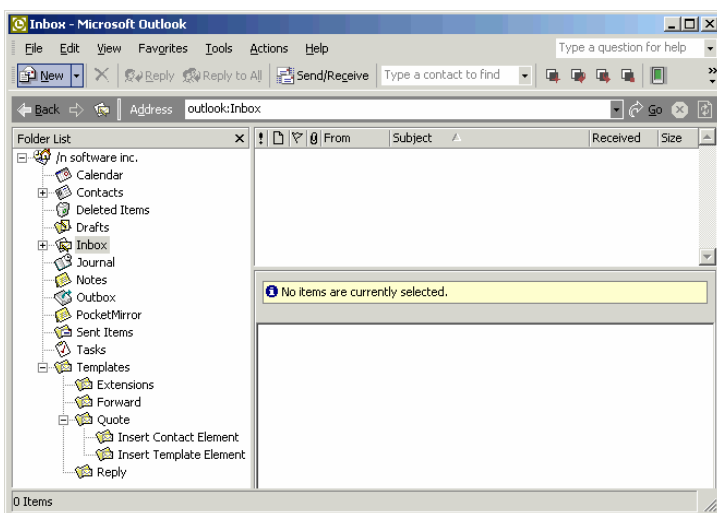 Inbox - Microsoft Outlook
File Edit View Favorites Tools Actions Help Type a question for help
New Reply Reply to All Send/Receive Type a contact to find
Back Address outlook:Inbox Go
Folder List From Subject Received Size
/n software inc.
Calendar
Contacts
Deleted Items
Drafts
Inbox
Journal
Notes
No items are currently selected.
Outbox
PocketMirror
Sent Items
Tasks
Templates
Extensions
Forward
Quote
Insert Contact Element
Insert Template Element
Reply
0 Items